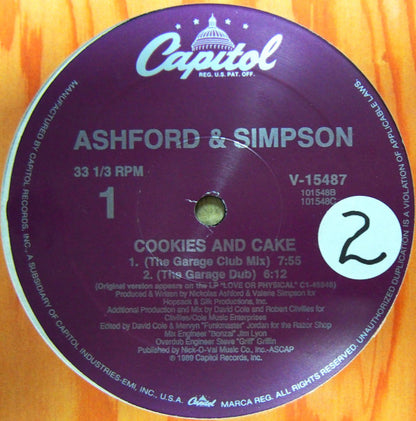 Capitol
REG. U.S. PAT. OFF.
ASHFORD & SIMPSON
33 1/3 RPM
V-15487
1
101548B
101548C
2
COOKIES AND CAKE
1. (The Garage Club Mix) 7:55
2. (The Garage Dub) 6:12
(Original version appears on the LP "LOVE OR PHYSICAL" C1-46946)
Produced & Written by Nickolas Ashford & Valerie Simpson for
Hopsack & Silk Productions, Inc.
Additional Production and Mix by David Cole and Robert Clivilles for
Clivilles/Cole Music Enterprises
Edited by David Cole & Mervyn "Funkmaster" Jordan for the Razor Shop
Mix Engineer "Bonzai" Jim Lyon
Overdub Engineer Steve "Griff" Griffin
Published by Nick-O-Val Music Co., Inc.-ASCAP
℗ 1989 Capitol Records, Inc.
MANUFACTURED BY CAPITOL RECORDS, INC., A SUBSIDIARY OF CAPITOL INDUSTRIES-EMI, INC., U.S.A.
Capitol
MARCA REG. ALL RIGHTS RESERVED. UNAUTHORIZED DUPLICATION IS A VIOLATION OF APPLICABLE LAWS.